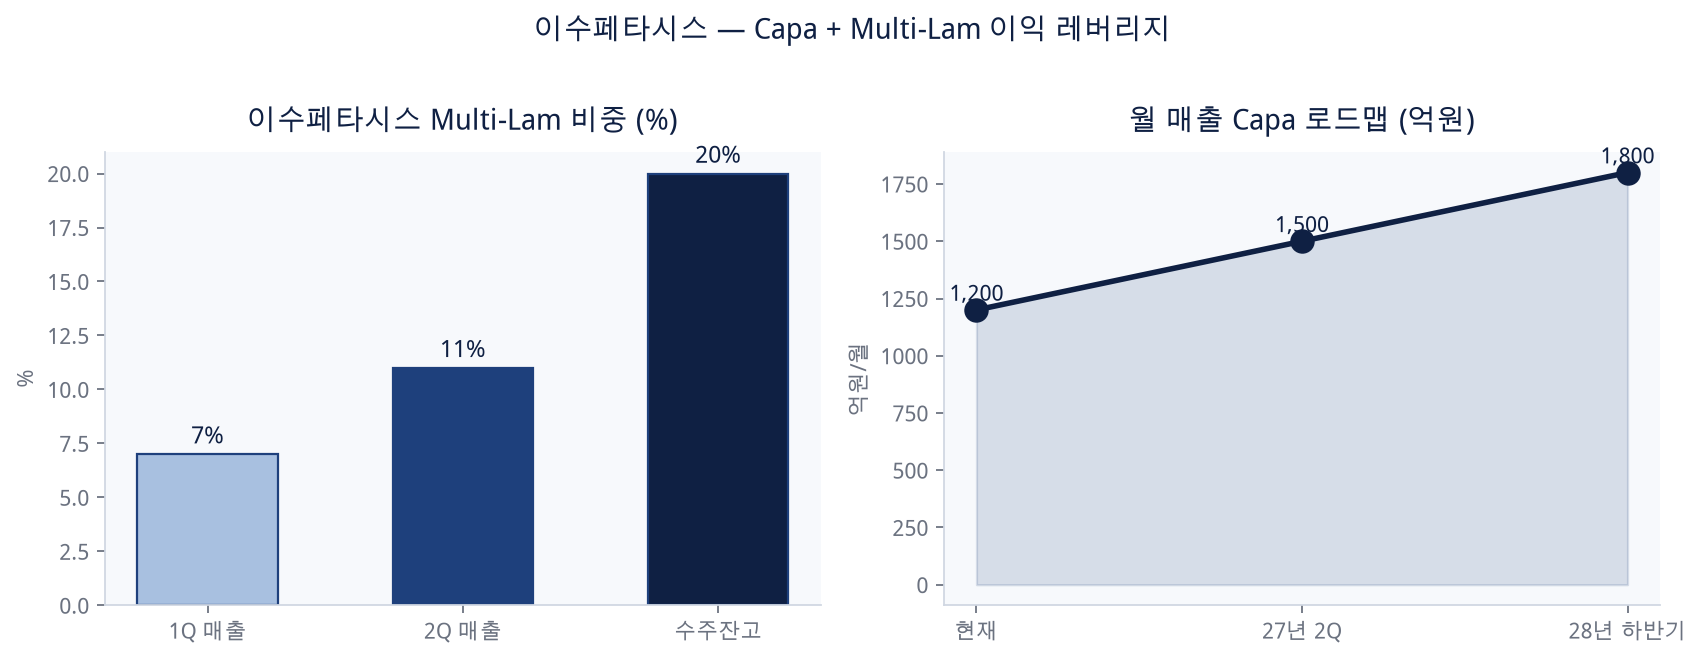 이수페타시스 — Capa + Multi-Lam 이익 레버리지
이수페타시스 Multi-Lam 비중 (%)
%
20.0
17.5
15.0
12.5
10.0
7.5
5.0
2.5
0.0
7%
11%
20%
1Q 매출
2Q 매출
수주잔고
월 매출 Capa 로드맵 (억원)
억원/월
1750
1500
1250
1000
750
500
250
0
1,200
1,500
1,800
현재
27년 2Q
28년 하반기